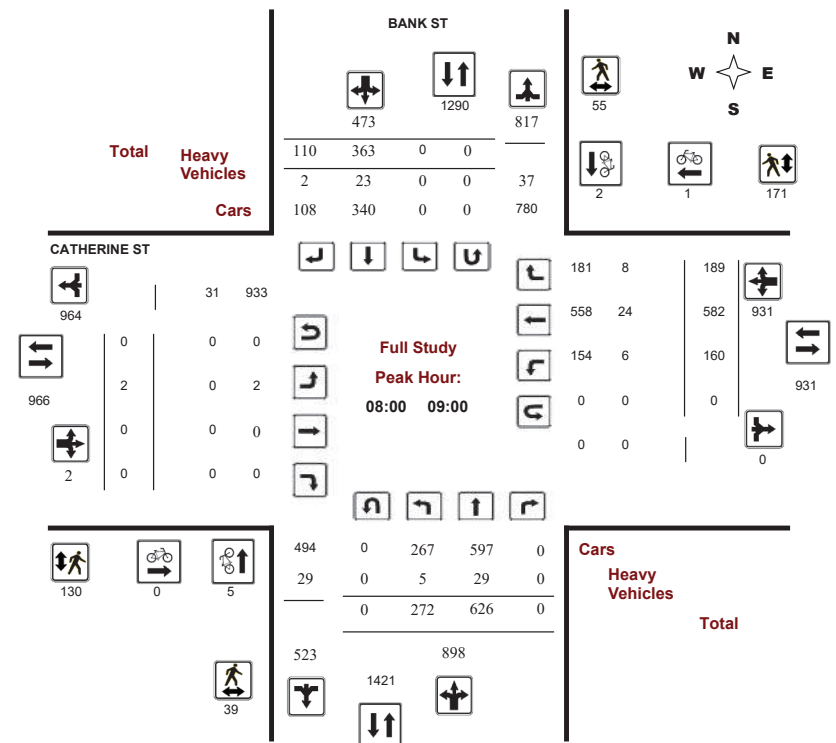 BANK ST
N
W E
S
473
1290
817
55
Total
Heavy
Vehicles
Cars
110 363 0 0
2 23 0 0 37
108 340 0 0 780
2
1
171
CATHERINE ST
964
31 933
0 0 0
966
2 0 2
0 0 0
2
0 0 0
Full Study
Peak Hour:
08:00 09:00
181 8 189
931
558 24 582
931
154 6 160
0 0 0
0 0
0
130
0
5
39
494 0 267 597 0
29 0 5 29 0
0 272 626 0
523
898
1421
Cars
Heavy
Vehicles
Total